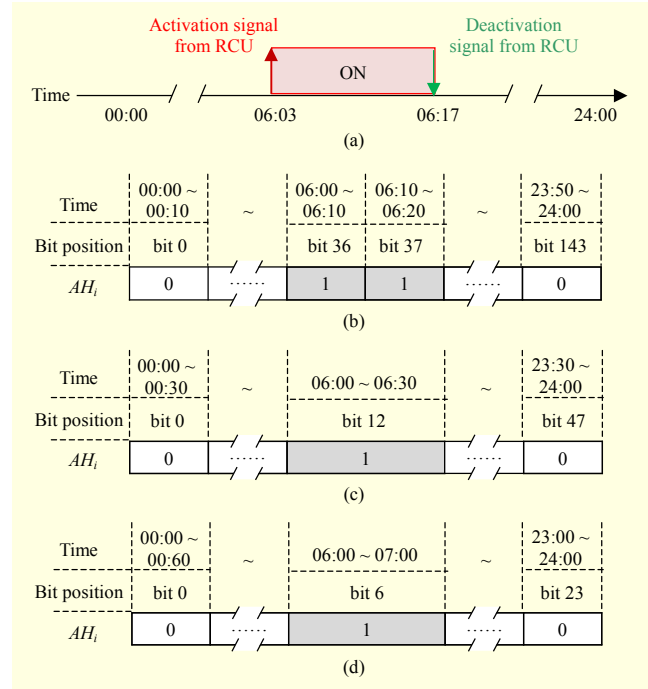 Activation signal
from RCU
Deactivation
signal from RCU
ON
Time
00:00
06:03
06:17
24:00
(a)
Time
00:00 ~
00:10
~
06:00 ~
06:10
06:10 ~
06:20
~
23:50 ~
24:00
Bit position
bit 0
bit 36
bit 37
bit 143
AHi
0
......
1
1
......
0
(b)
Time
00:00 ~
00:30
~
06:00 ~ 06:30
~
23:30 ~
24:00
Bit position
bit 0
bit 12
bit 47
AHi
0
......
1
......
0
(c)
Time
00:00 ~
00:60
~
06:00 ~ 07:00
~
23:00 ~
24:00
Bit position
bit 0
bit 6
bit 23
AHi
0
......
1
......
0
(d)